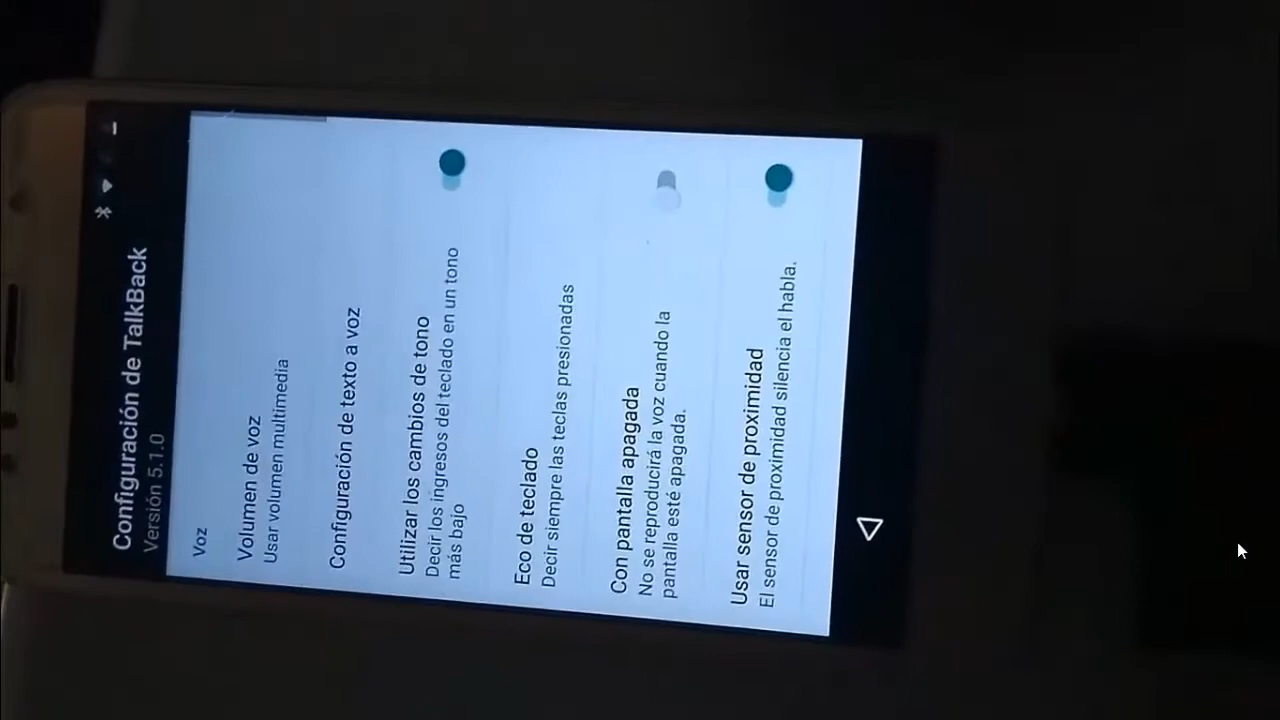 Configuración de TalkBack
Versión 5.1.0
Voz
Volumen de voz
Usar volumen multimedia
Configuración de texto a voz
Utilizar los cambios de tono
Decir los ingresos del teclado en un tono
más bajo
Eco de teclado
Decir siempre las teclas presionadas
Con pantalla apagada
No se reproducirá la voz cuando la
pantalla esté apagada.
Usar sensor de proximidad
El sensor de proximidad silencia el habla.